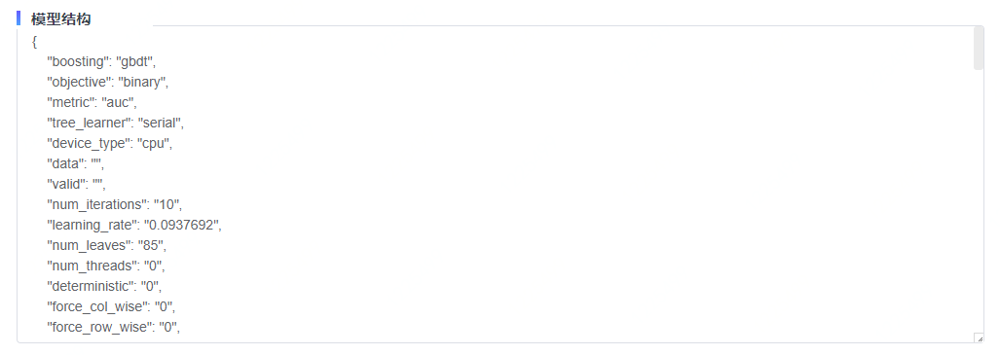 模型结构
{
"boosting": "gbdt",
"objective": "binary",
"metric": "auc",
"tree_learner": "serial",
"device_type": "cpu",
"data": "",
"valid": "",
"num_iterations": "10",
"learning_rate": "0.0937692",
"num_leaves": "85",
"num_threads": "0",
"deterministic": "0",
"force_col_wise": "0",
"force_row_wise": "0",